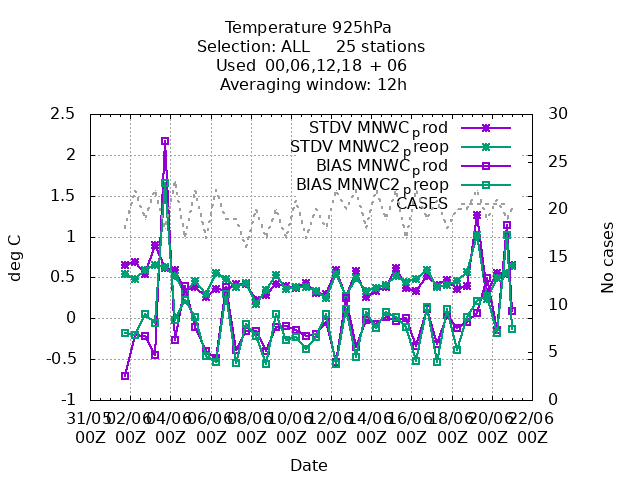 Temperature 925hPa
Selection: ALL 25 stations
Used 00,06,12,18 + 06
Averaging window: 12h
STDV MNWC_prod
STDV MNWC2_preop
BIAS MNWC_prod
BIAS MNWC2_preop
CASES
deg C
2.5
2
1.5
1
0.5
0
-0.5
-1
No cases
30
25
20
15
10
5
0
31/05 02/06 04/06 06/06 08/06 10/06 12/06 14/06 16/06 18/06 20/06 22/06
00Z 00Z 00Z 00Z 00Z 00Z 00Z 00Z 00Z 00Z 00Z 00Z
Date